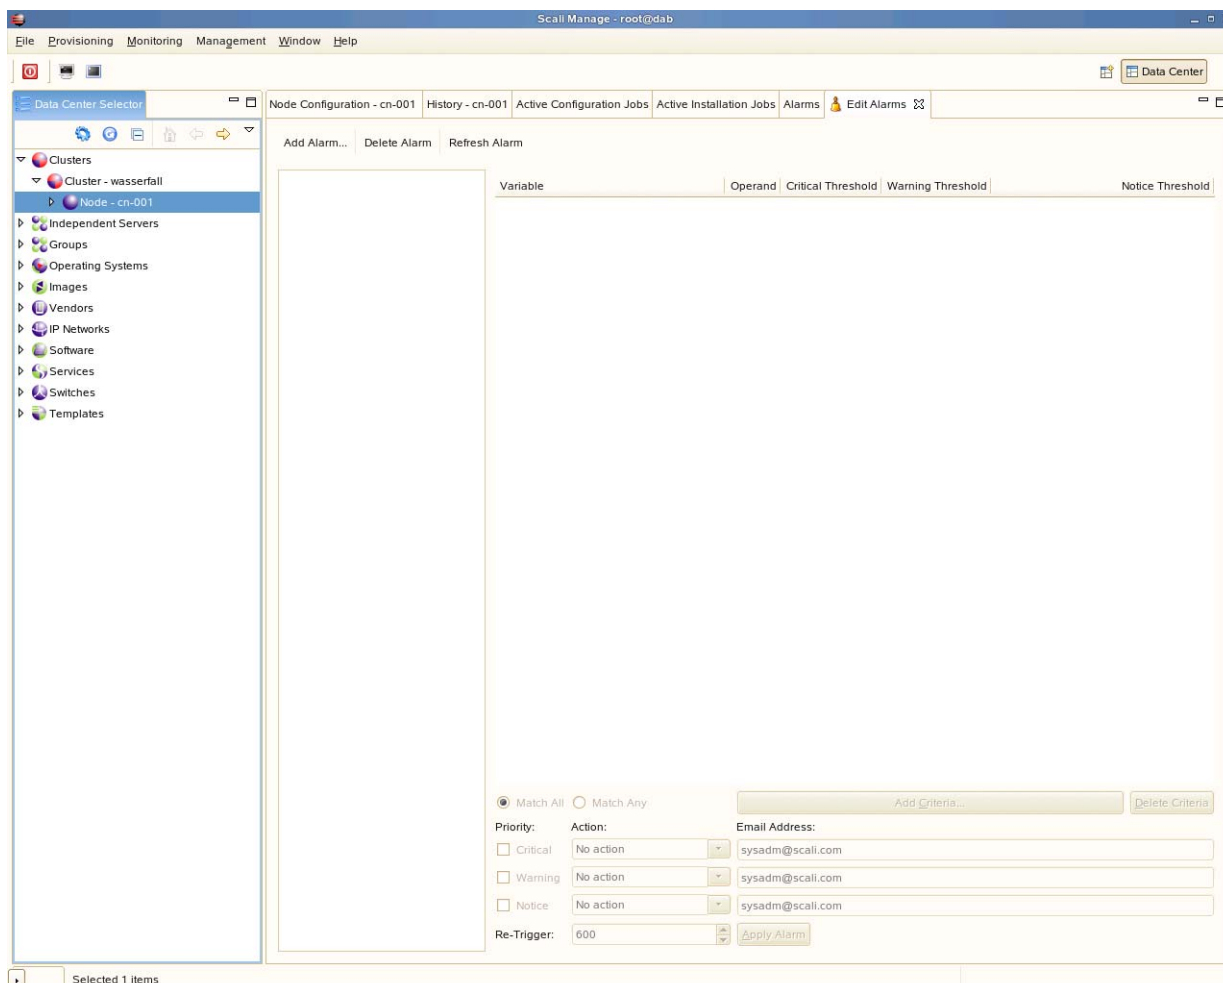 Scali Manage - root@dab
File Provisioning Monitoring Management Window Help
Data Center
Data Center Selector
Node Configuration - cn-001 History - cn-001 Active Configuration Jobs Active Installation Jobs Alarms Edit Alarms
Add Alarm... Delete Alarm Refresh Alarm
Clusters
Cluster - wasserfall
Node - cn-001
Independent Servers
Groups
Operating Systems
Images
Vendors
IP Networks
Software
Services
Switches
Templates
Variable Operand Critical Threshold Warning Threshold Notice Threshold
Match All Match Any Add Criteria... Delete Criteria
Priority: Action: Email Address:
Critical No action sysadm@scali.com
Warning No action sysadm@scali.com
Notice No action sysadm@scali.com
Re-Trigger: 600 Apply Alarm
Selected 1 items